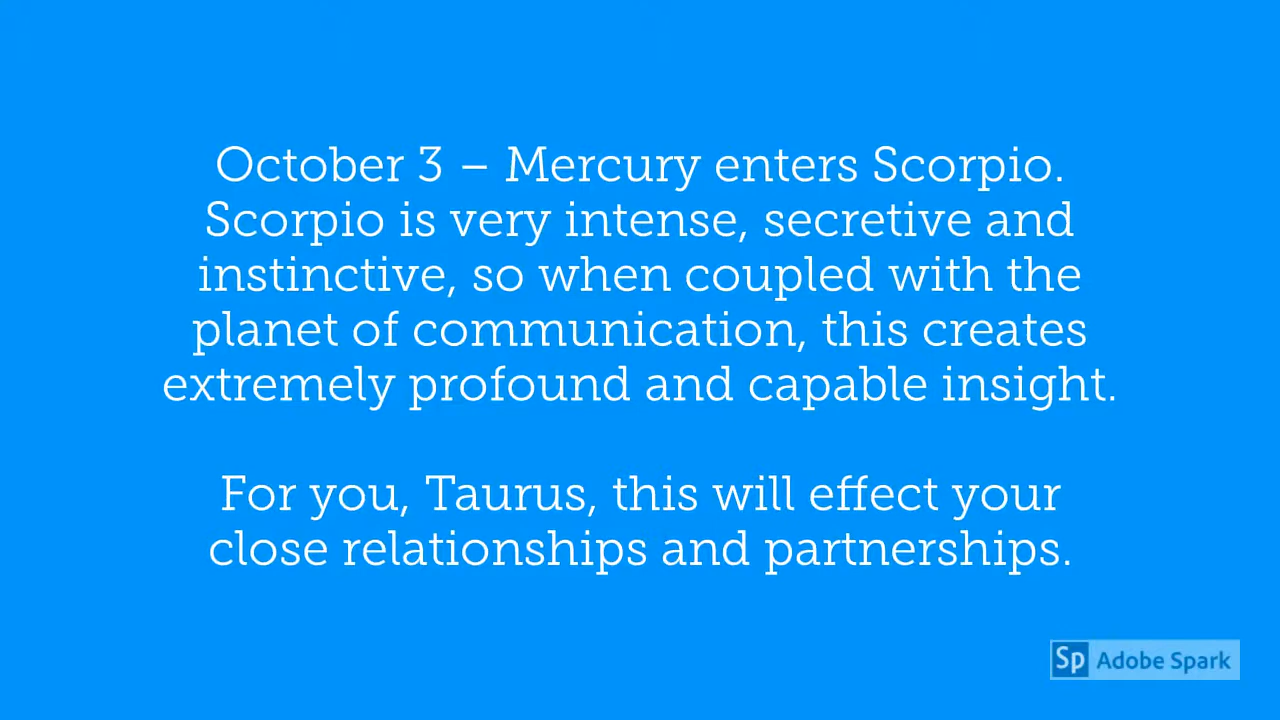 October 3 – Mercury enters Scorpio.
Scorpio is very intense, secretive and
instinctive, so when coupled with the
planet of communication, this creates
extremely profound and capable insight.
For you, Taurus, this will effect your
close relationships and partnerships.
Sp Adobe Spark